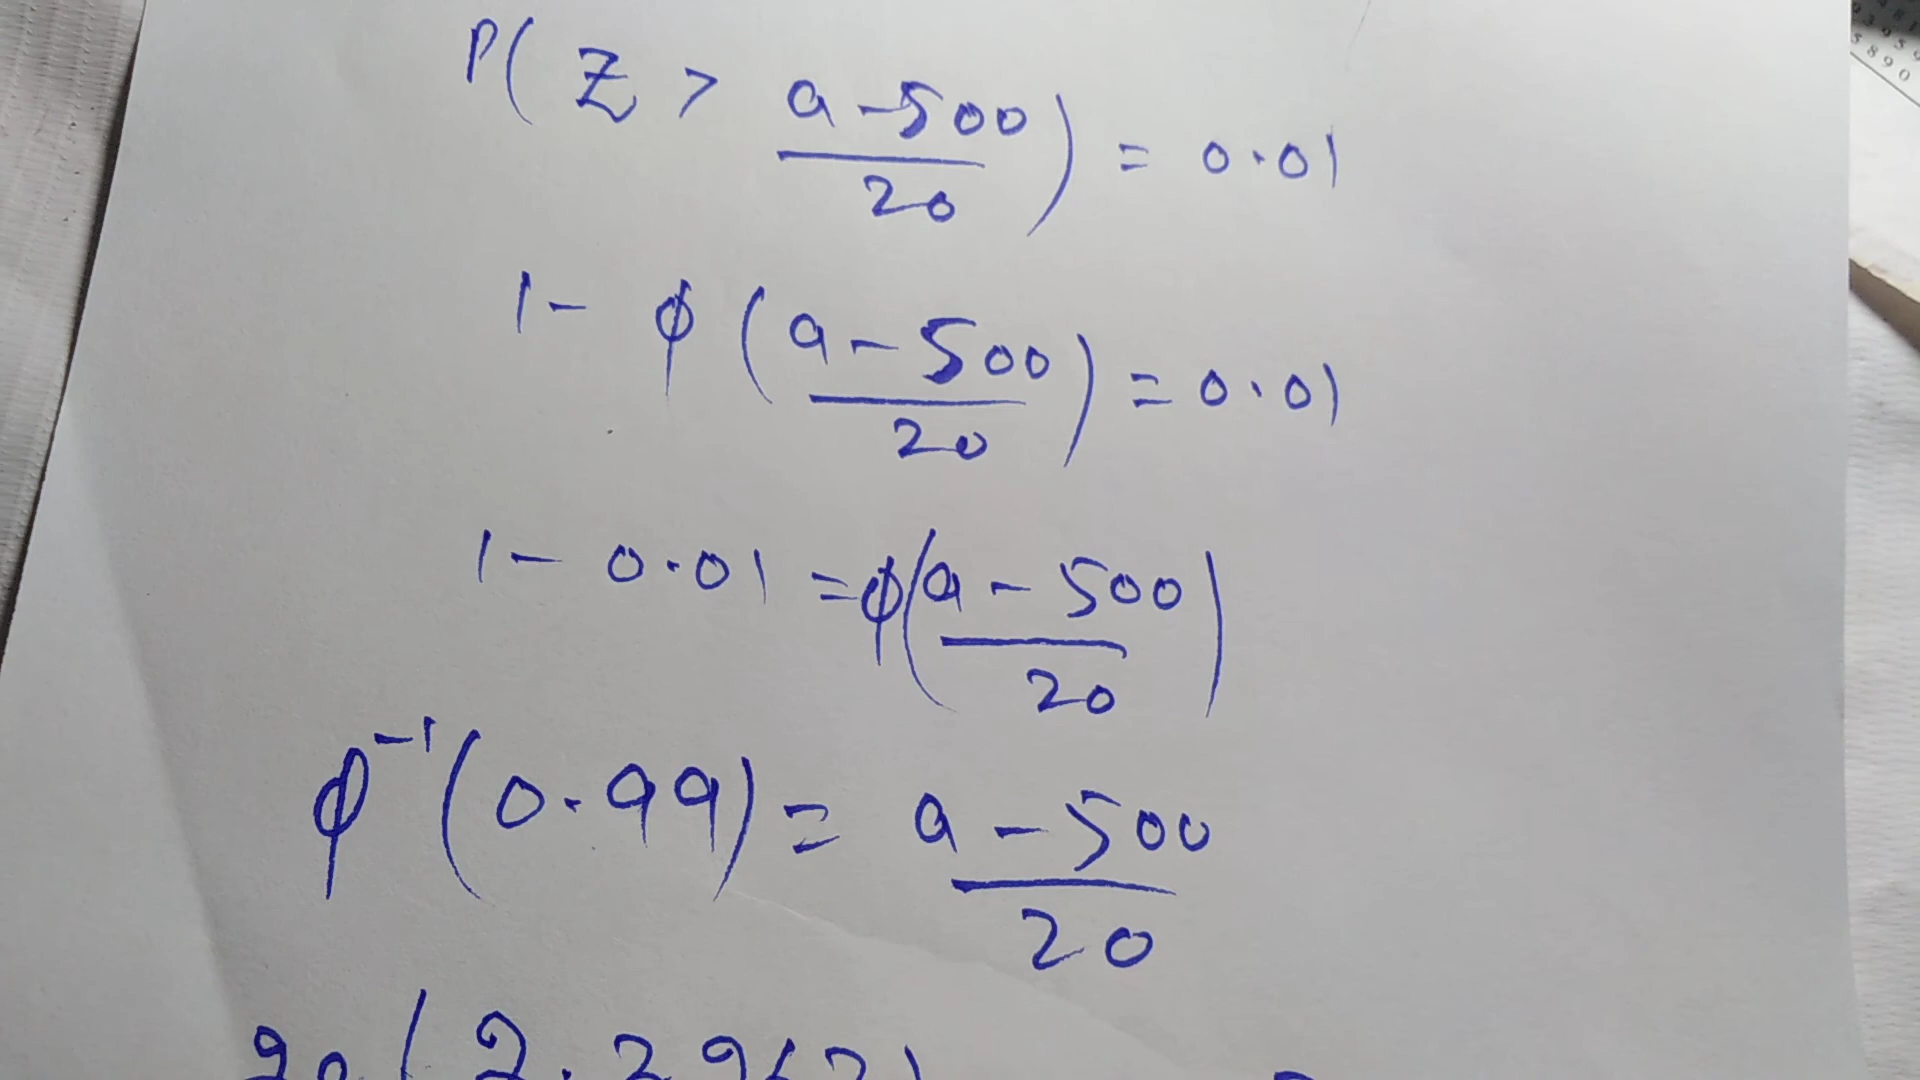 P( Z > a - 500 / 20 ) = 0.01
1 - φ ( a - 500 / 20 ) = 0.01
1 - 0.01 = φ( a - 500 / 20 )
φ⁻¹ (0.99) = a - 500 / 20